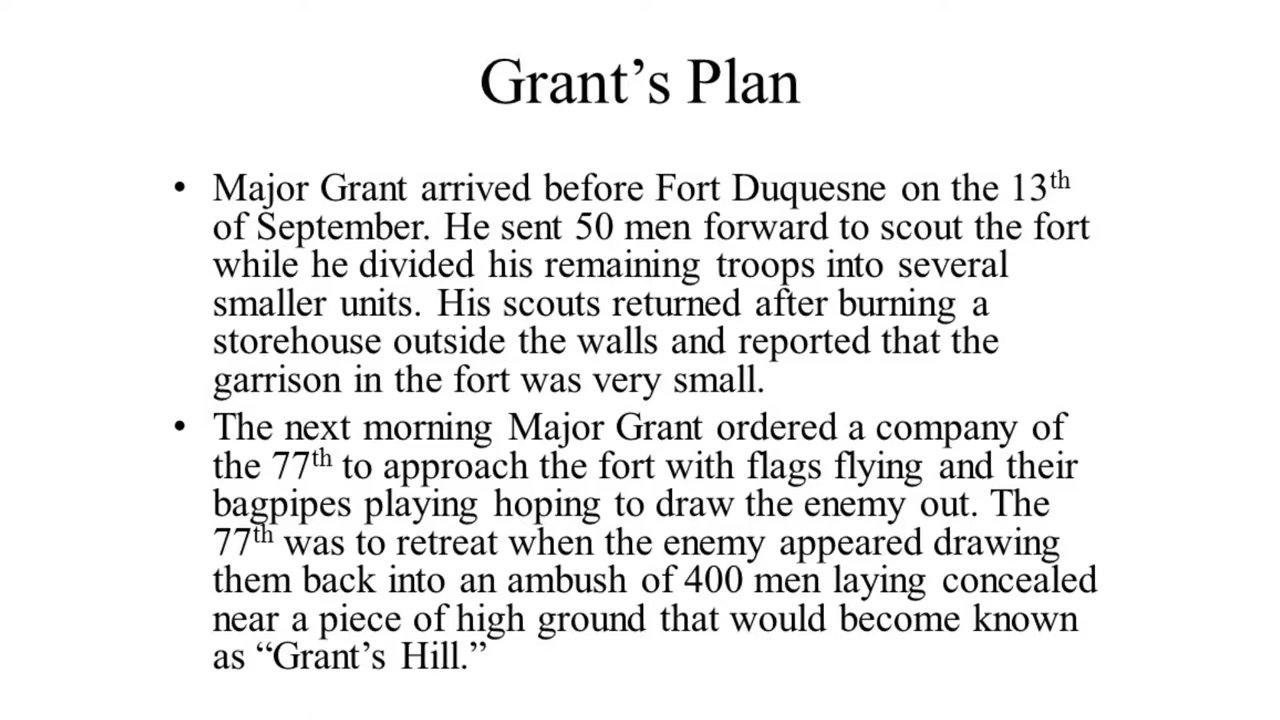 Grant’s Plan
• Major Grant arrived before Fort Duquesne on the 13th
of September. He sent 50 men forward to scout the fort
while he divided his remaining troops into several
smaller units. His scouts returned after burning a
storehouse outside the walls and reported that the
garrison in the fort was very small.
• The next morning Major Grant ordered a company of
the 77th to approach the fort with flags flying and their
bagpipes playing hoping to draw the enemy out. The
77th was to retreat when the enemy appeared drawing
them back into an ambush of 400 men laying concealed
near a piece of high ground that would become known
as “Grant’s Hill.”